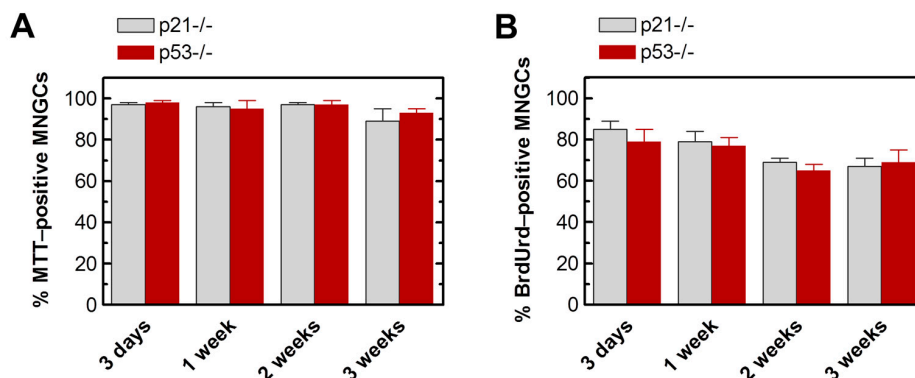 A
p21-/-
p53-/-
% MTT–positive MNGCs
100
80
60
40
20
0
3 days
1 week
2 weeks
3 weeks
B
p21-/-
p53-/-
% BrdUrd–positive MNGCs
100
80
60
40
20
0
3 days
1 week
2 weeks
3 weeks